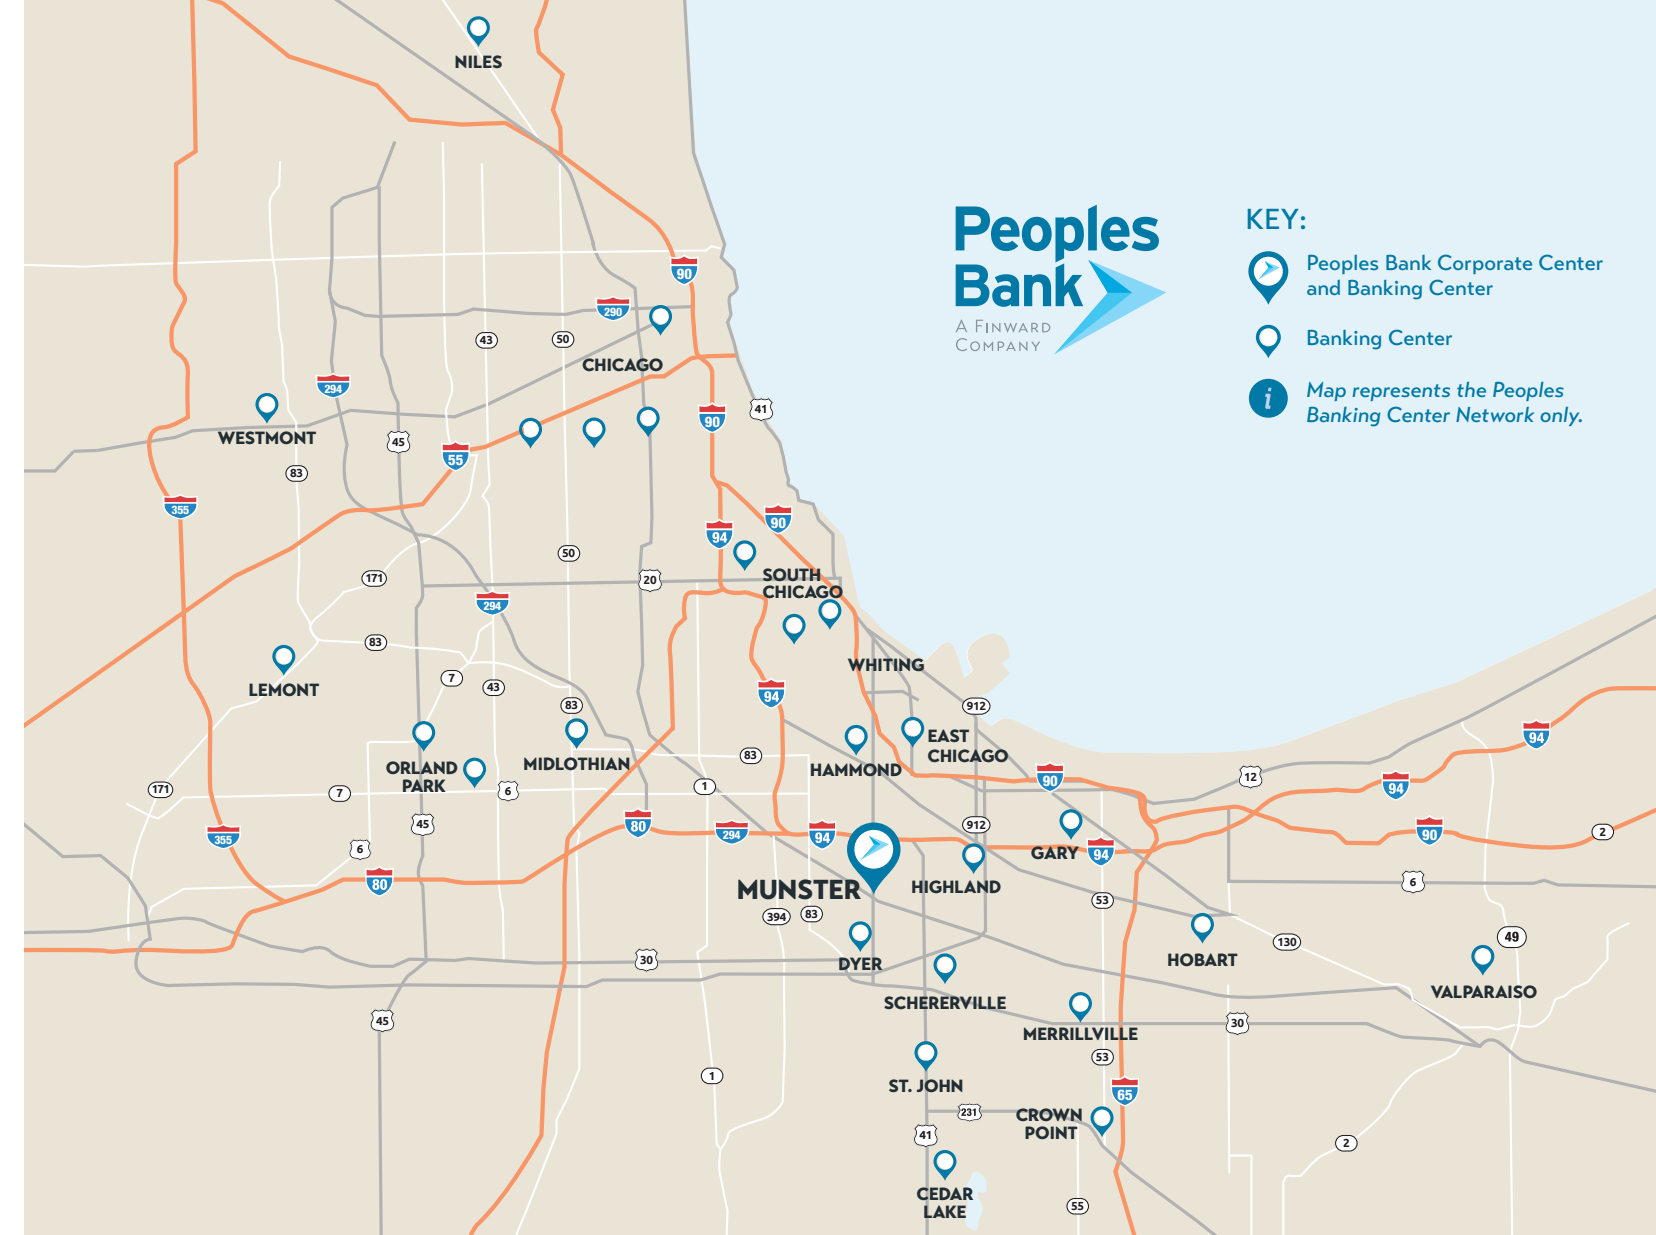 NILES
Peoples
Bank
A FINWARD
COMPANY
KEY:
Peoples Bank Corporate Center
and Banking Center
Banking Center
i
Map represents the Peoples
Banking Center Network only.
90
290
43
50
CHICAGO
294
WESTMONT
45
55
90
41
83
355
94
90
50
171
20
SOUTH
CHICAGO
294
83
LEMONT
7
43
WHITING
94
83
912
ORLAND
PARK
MIDLOTHIAN
83
HAMMOND
EAST
CHICAGO
90
12
94
94
171
7
6
1
355
45
6
80
294
94
912
GARY
94
90
2
80
MUNSTER
HIGHLAND
6
394
83
53
HOBART
130
49
VALPARAISO
30
DYER
SCHERERVILLE
MERRILLVILLE
30
45
53
1
ST. JOHN
65
231
CROWN
POINT
41
2
CEDAR
LAKE
55